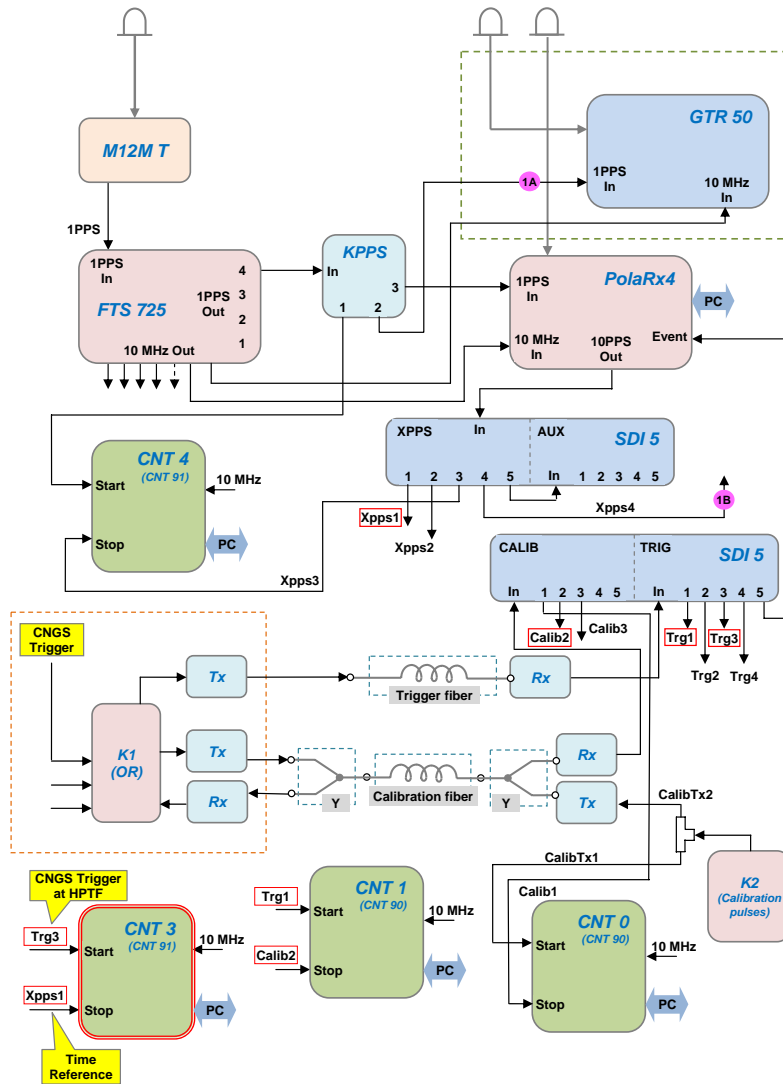 GTR 50
M12M T
1A
1PPS
In
10 MHz
In
1PPS
KPPS
1PPS
In
4
1PPS
Out
3
2
1
FTS 725
10 MHz Out
In
3
1
2
PolaRx4
1PPS
In
PC
10 MHz
In
10PPS
Out
Event
XPPS
In
AUX
SDI 5
1 2 3 4 5
In
1 2 3 4 5
CNT 4
(CNT 91)
Start
10 MHz
Stop
PC
Xpps1
Xpps2
Xpps3
Xpps4
1B
CALIB
TRIG
SDI 5
In
1 2 3 4 5
In
1 2 3 4 5
Calib2
Calib3
Trg1
Trg2
Trg3
Trg4
CNGS
Trigger
Tx
Trigger fiber
Rx
K1
(OR)
Tx
Rx
Y
Calibration fiber
Y
Rx
Tx
CalibTx2
CalibTx1
K2
(Calibration
pulses)
CNGS Trigger
at HPTF
Trg3
CNT 3
(CNT 91)
Start
10 MHz
Xpps1
Stop
PC
Time
Reference
Trg1
CNT 1
(CNT 90)
Start
10 MHz
Calib2
Stop
PC
Calib1
CNT 0
(CNT 90)
Start
10 MHz
Stop
PC